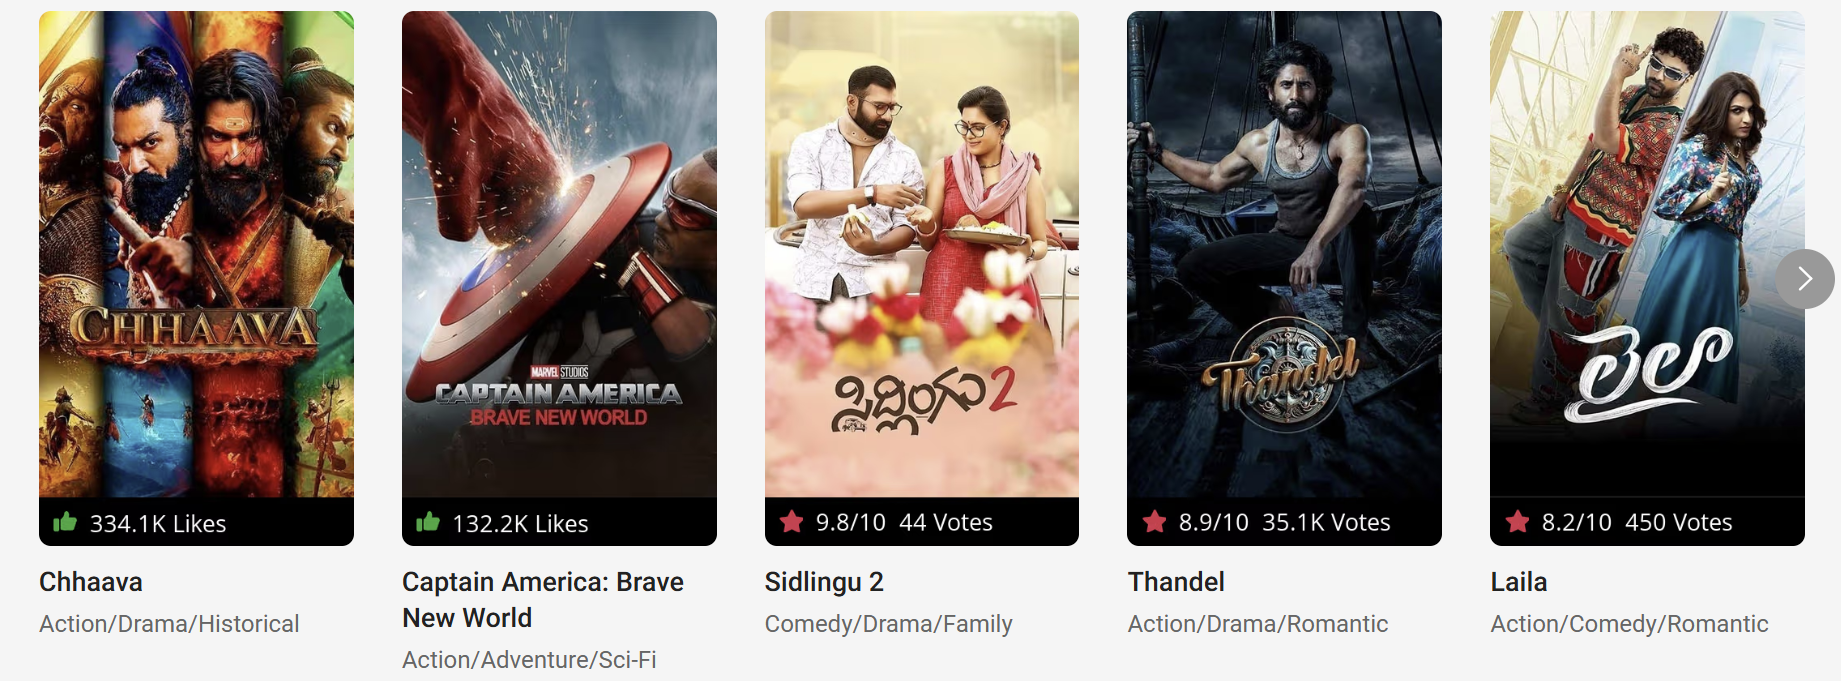 CHHAAVA
334.1K Likes
Chhaava
Action/Drama/Historical
MARVEL STUDIOS
CAPTAIN AMERICA
BRAVE NEW WORLD
132.2K Likes
Captain America: Brave
New World
Action/Adventure/Sci-Fi
ಸಿದ್ಲಿಂಗು 2
9.8/10 44 Votes
Sidlingu 2
Comedy/Drama/Family
Thandel
8.9/10 35.1K Votes
Thandel
Action/Drama/Romantic
లైలా
8.2/10 450 Votes
Laila
Action/Comedy/Romantic